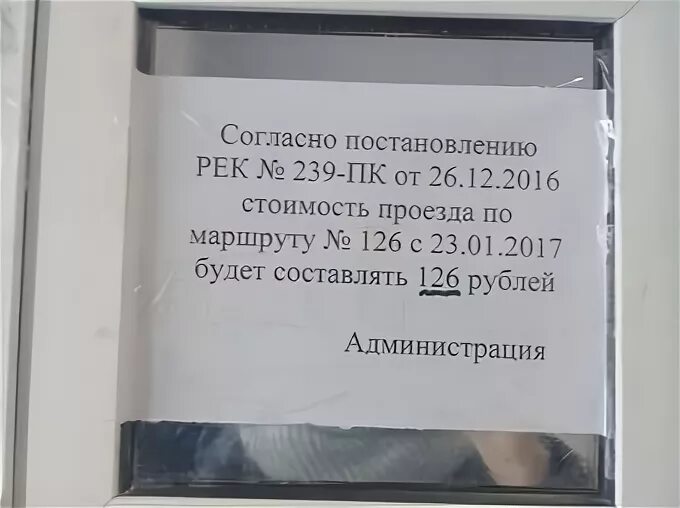 Согласно постановлению
РЕК № 239-ПК от 26.12.2016
стоимость проезда по
маршруту № 126 с 23.01.2017
будет составлять 126 рублей
Администрация